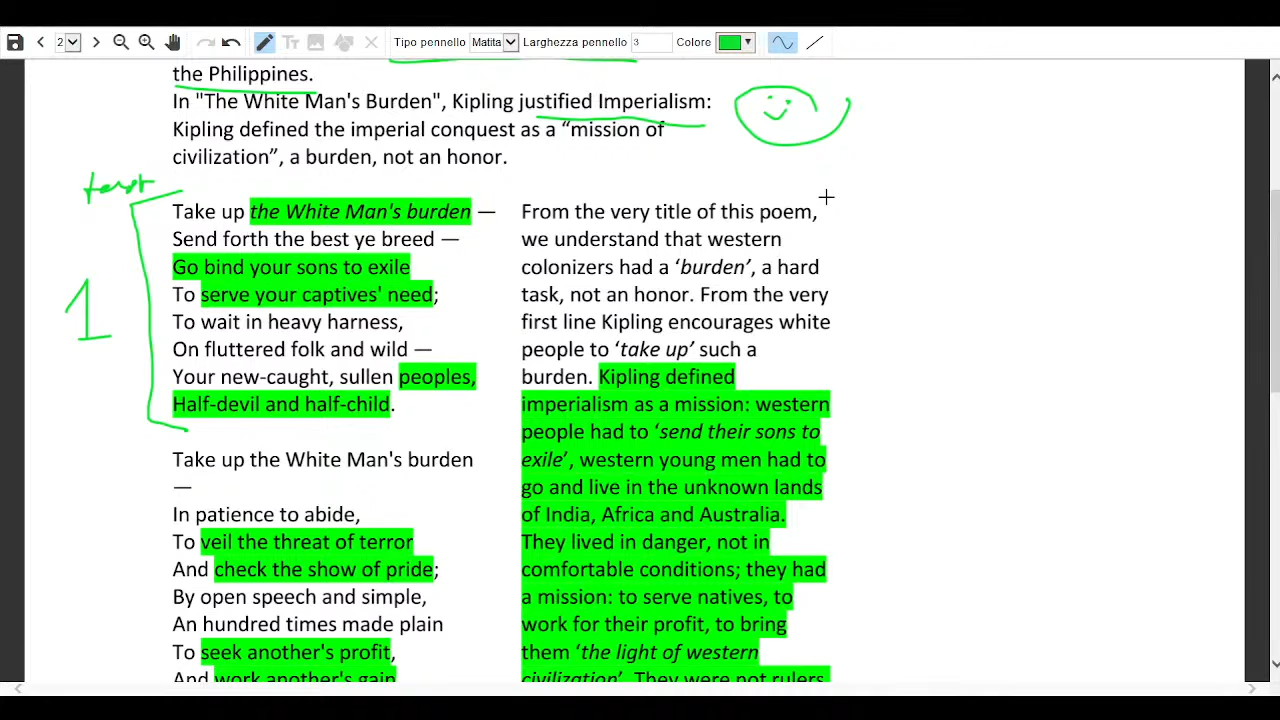 2 Tipo pennello Matita Larghezza pennello 3 Colore
the Philippines.
In "The White Man's Burden", Kipling justified Imperialism:
Kipling defined the imperial conquest as a “mission of
civilization”, a burden, not an honor.
text
1
Take up the White Man's burden —
Send forth the best ye breed —
Go bind your sons to exile
To serve your captives' need;
To wait in heavy harness,
On fluttered folk and wild —
Your new-caught, sullen peoples,
Half-devil and half-child.
Take up the White Man's burden
—
In patience to abide,
To veil the threat of terror
And check the show of pride;
By open speech and simple,
An hundred times made plain
To seek another's profit,
And work another's gain
From the very title of this poem,
we understand that western
colonizers had a ‘burden’, a hard
task, not an honor. From the very
first line Kipling encourages white
people to ‘take up’ such a
burden. Kipling defined
imperialism as a mission: western
people had to ‘send their sons to
exile’, western young men had to
go and live in the unknown lands
of India, Africa and Australia.
They lived in danger, not in
comfortable conditions; they had
a mission: to serve natives, to
work for their profit, to bring
them ‘the light of western
civilization’. They were not rulers